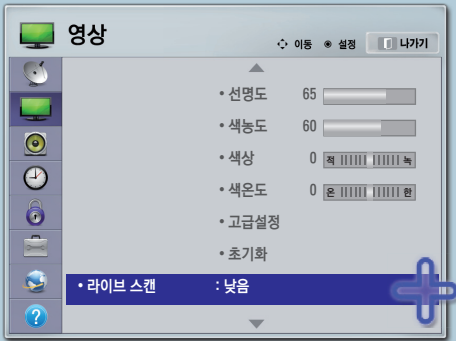 영상
이동 ◉ 설정 나가기
• 선명도 65
• 색농도 60
• 색상 0 적 녹
• 색온도 0 온 한
• 고급설정
• 초기화
• 라이브 스캔 : 낮음
?